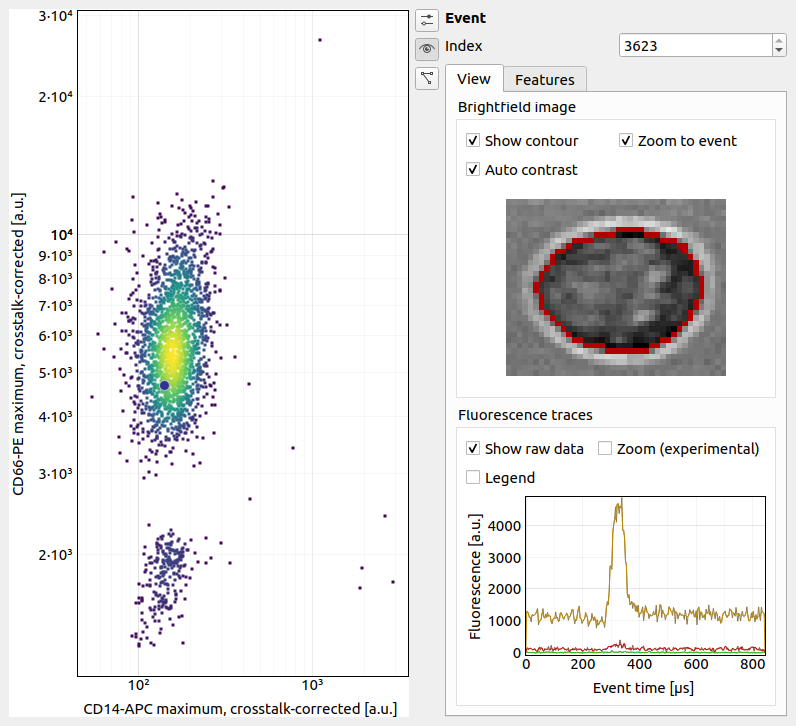 Event
Index
3623
View
Features
Brightfield image
Show contour
Zoom to event
Auto contrast
Fluorescence traces
Show raw data
Zoom (experimental)
Legend
Fluorescence [a.u.]
4000
3000
2000
1000
0
0 200 400 600 800
Event time [µs]
CD66-PE maximum, crosstalk-corrected [a.u.]
3·10⁴
2·10⁴
10⁴
9·10³
8·10³
7·10³
6·10³
5·10³
4·10³
3·10³
2·10³
10² 10³
CD14-APC maximum, crosstalk-corrected [a.u.]